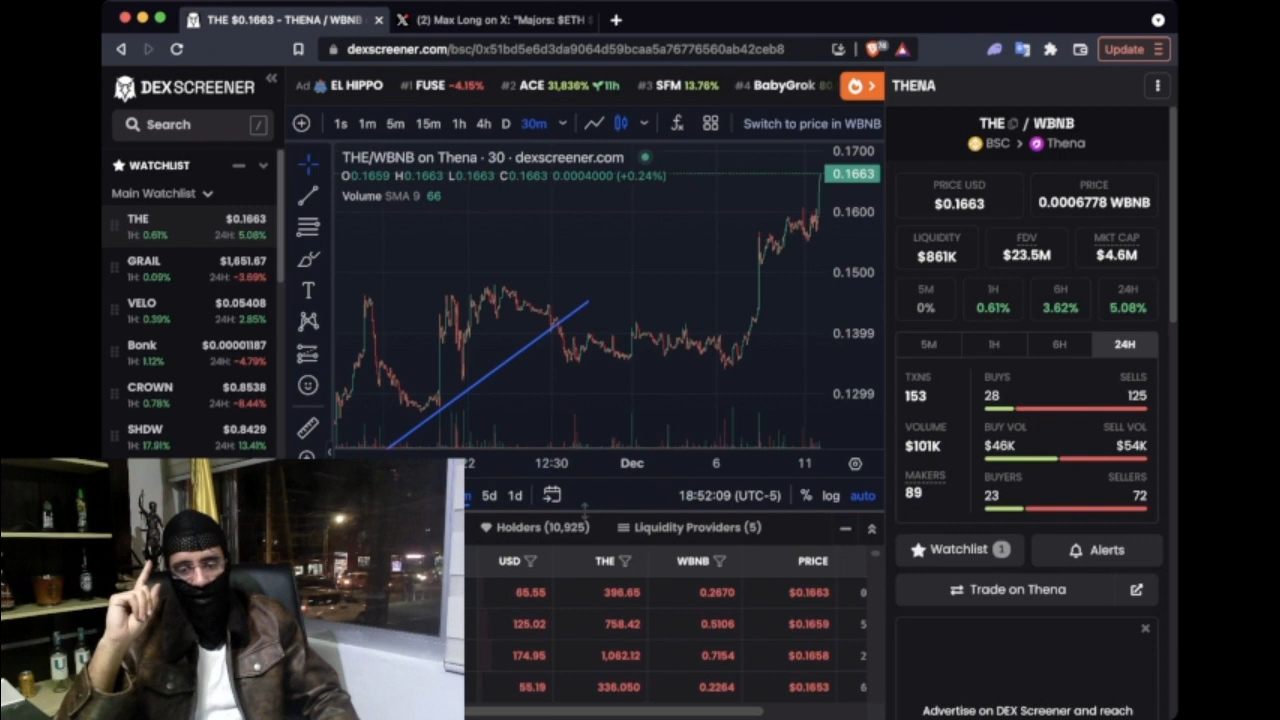 THE $0.1663 - THENA / WBNB
(2) Max Long on X: "Majors: $ETH
dexscreener.com/bsc/0x51bd5e6d3da9064d59bcaa5a76776560ab42ceb8
Update
DEXSCREENER
Ad EL HIPPO #1 FUSE -4.15% #2 ACE 31,836% 11h #3 SFM 13.76% #4 BabyGrok
THENA
Search /
1s 1m 5m 15m 1h 4h D 30m Switch to price in WBNB
THE / WBNB
BSC > Thena
WATCHLIST
Main Watchlist
THE $0.1663
1H: 0.61% 24H: 5.08%
GRAIL $1,651.67
1H: 0.09% 24H: -3.69%
VELO $0.05408
1H: 0.39% 24H: 2.85%
Bonk $0.00001187
1H: 1.12% 24H: -4.79%
CROWN $0.8538
1H: 0.78% 24H: -8.44%
SHDW $0.8429
1H: 17.91% 24H: 13.41%
THE/WBNB on Thena · 30 · dexscreener.com
O0.1659 H0.1663 L0.1663 C0.1663 0.0004000 (+0.24%)
Volume SMA 9 66
0.1700
0.1663
0.1600
0.1500
0.1399
0.1299
22 12:30 Dec 6 11
5d 1d 18:52:09 (UTC-5) % log auto
Holders (10,925) Liquidity Providers (5)
USD THE WBNB PRICE
65.55 396.65 0.2670 $0.1663
125.02 758.42 0.5106 $0.1659
174.95 1,062.12 0.7154 $0.1658
55.19 336.050 0.2264 $0.1653
PRICE USD PRICE
$0.1663 0.0006778 WBNB
LIQUIDITY FDV MKT CAP
$861K $23.5M $4.6M
5M 1H 6H 24H
0% 0.61% 3.62% 5.08%
5M 1H 6H 24H
TXNS BUYS SELLS
153 28 125
VOLUME BUY VOL SELL VOL
$101K $46K $54K
MAKERS BUYERS SELLERS
89 23 72
Watchlist 1 Alerts
Trade on Thena
Advertise on DEX Screener and reach